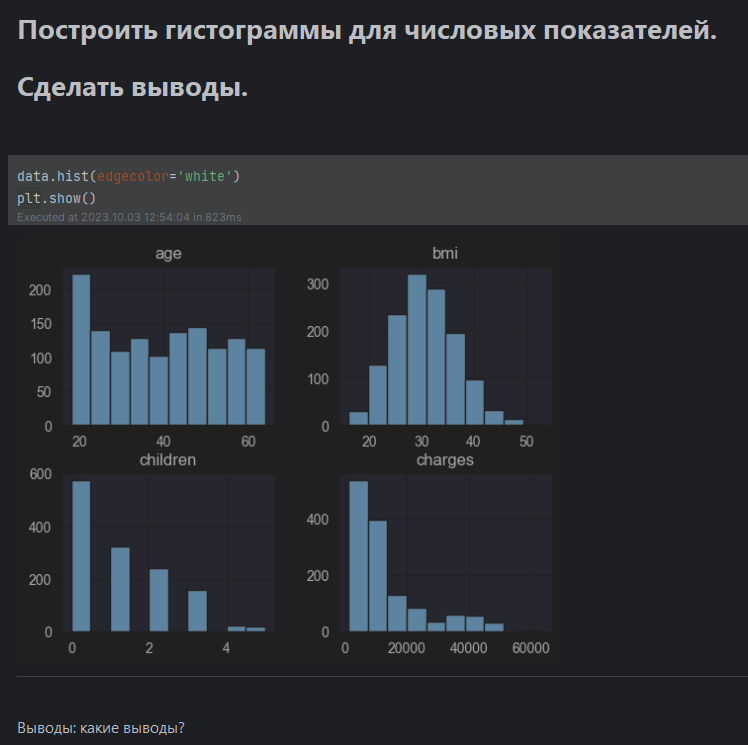 Построить гистограммы для числовых показателей.
Сделать выводы.
data.hist(edgecolor='white')
plt.show()
Executed at 2023.10.03 12:54:04 in 823ms
age
200
150
100
50
0
20 40 60
bmi
300
200
100
0
20 30 40 50
children
600
400
200
0
0 2 4
charges
400
200
0
0 20000 40000 60000
Выводы: какие выводы?